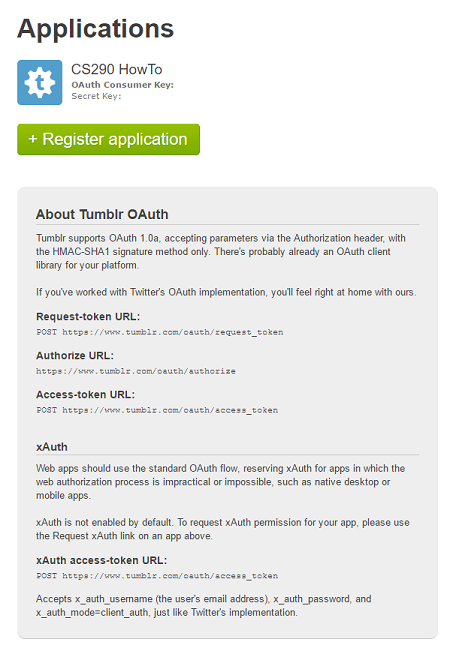 Applications
CS290 HowTo
OAuth Consumer Key:
Secret Key:
+ Register application
About Tumblr OAuth
Tumblr supports OAuth 1.0a, accepting parameters via the Authorization header, with
the HMAC-SHA1 signature method only. There's probably already an OAuth client
library for your platform.
If you've worked with Twitter's OAuth implementation, you'll feel right at home with ours.
Request-token URL:
POST https://www.tumblr.com/oauth/request_token
Authorize URL:
https://www.tumblr.com/oauth/authorize
Access-token URL:
POST https://www.tumblr.com/oauth/access_token
xAuth
Web apps should use the standard OAuth flow, reserving xAuth for apps in which the
web authorization process is impractical or impossible, such as native desktop or
mobile apps.
xAuth is not enabled by default. To request xAuth permission for your app, please use
the Request xAuth link on an app above.
xAuth access-token URL:
POST https://www.tumblr.com/oauth/access_token
Accepts x_auth_username (the user's email address), x_auth_password, and
x_auth_mode=client_auth, just like Twitter's implementation.